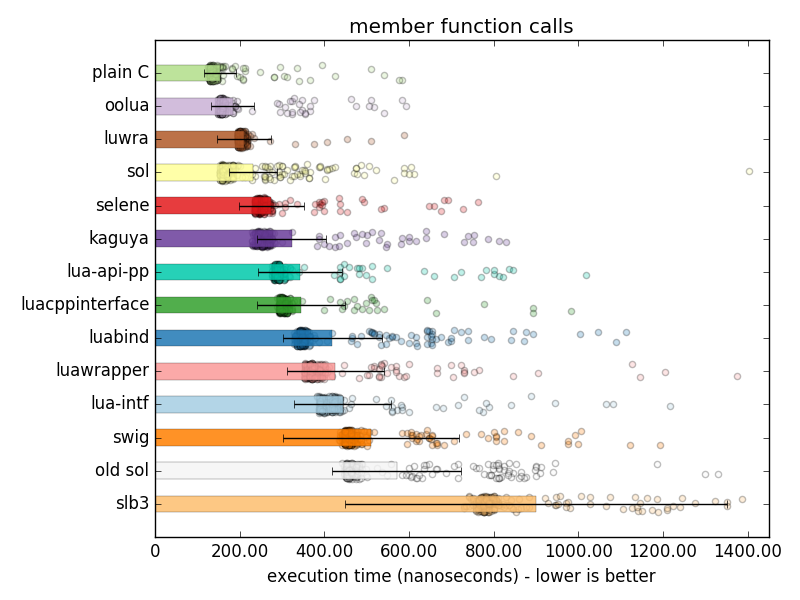 member function calls
plain C
oolua
luwra
sol
selene
kaguya
lua-api-pp
luacppinterface
luabind
luawrapper
lua-intf
swig
old sol
slb3
0 200.00 400.00 600.00 800.00 1000.00 1200.00 1400.00
execution time (nanoseconds) - lower is better